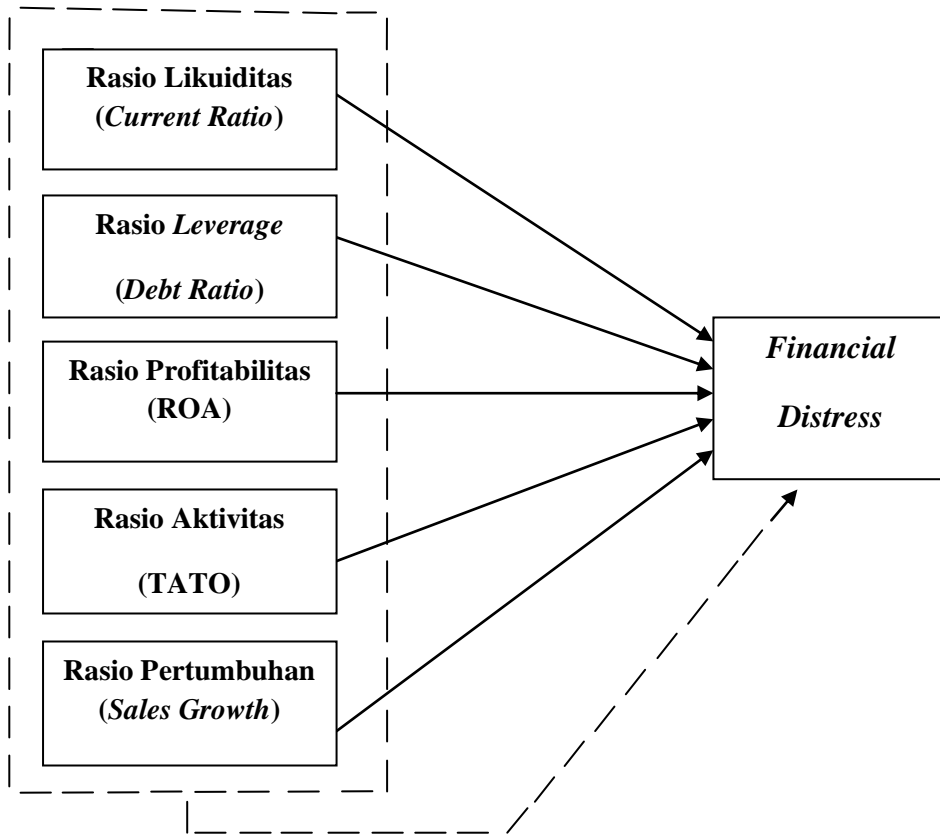 Rasio Likuiditas
(Current Ratio)
Rasio Leverage
(Debt Ratio)
Rasio Profitabilitas
(ROA)
Rasio Aktivitas
(TATO)
Rasio Pertumbuhan
(Sales Growth)
Financial
Distress